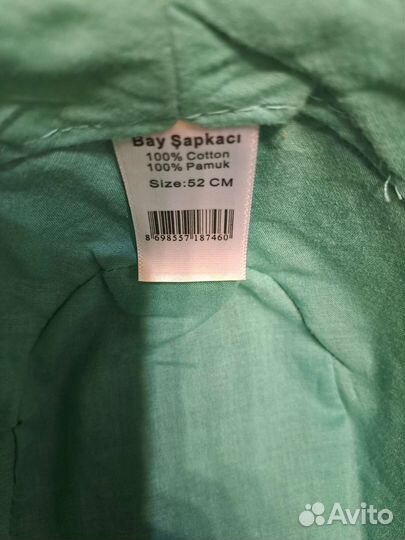 Bay Şapkacı
100% Cotton
100% Pamuk
Size:52 CM
8 698557 187460
Avito